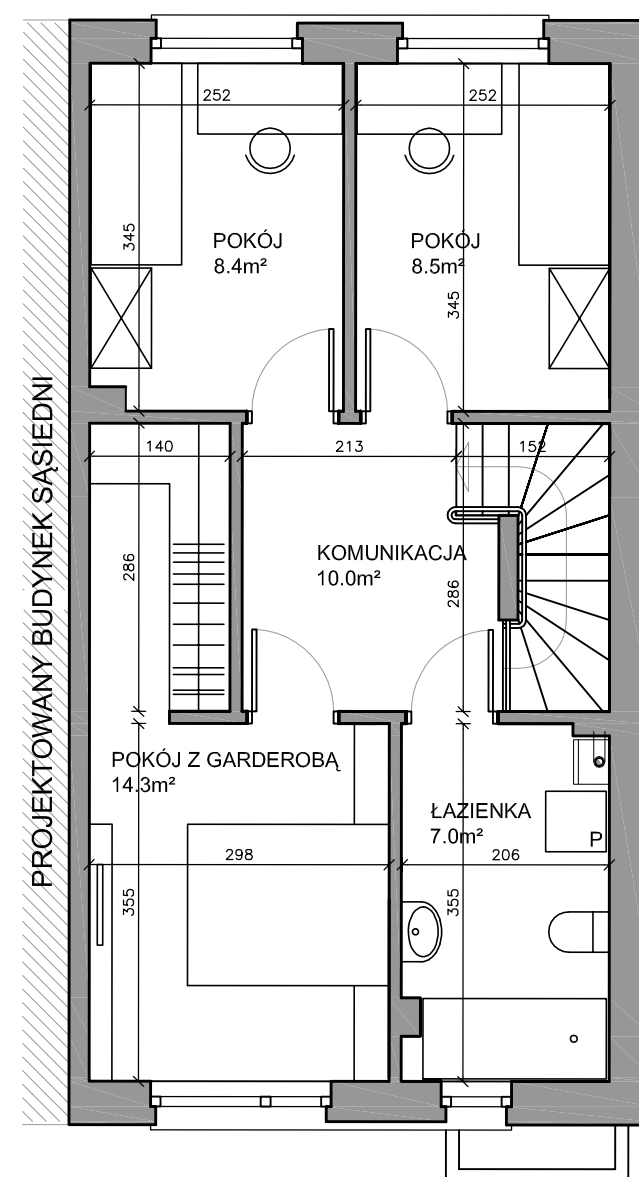 252
252
345
POKÓJ
8.4m²
POKÓJ
8.5m²
345
140
213
152
286
KOMUNIKACJA
10.0m²
286
PROJEKTOWANY BUDYNEK SĄSIEDNI
POKÓJ Z GARDEROBĄ
14.3m²
ŁAZIENKA
7.0m²
P
298
206
355
355